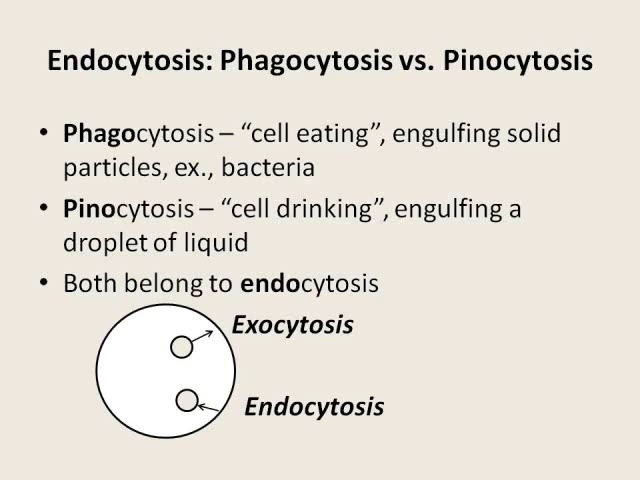 Endocytosis: Phagocytosis vs. Pinocytosis
• Phagocytosis – “cell eating”, engulfing solid
particles, ex., bacteria
• Pinocytosis – “cell drinking”, engulfing a
droplet of liquid
• Both belong to endocytosis
Exocytosis
Endocytosis